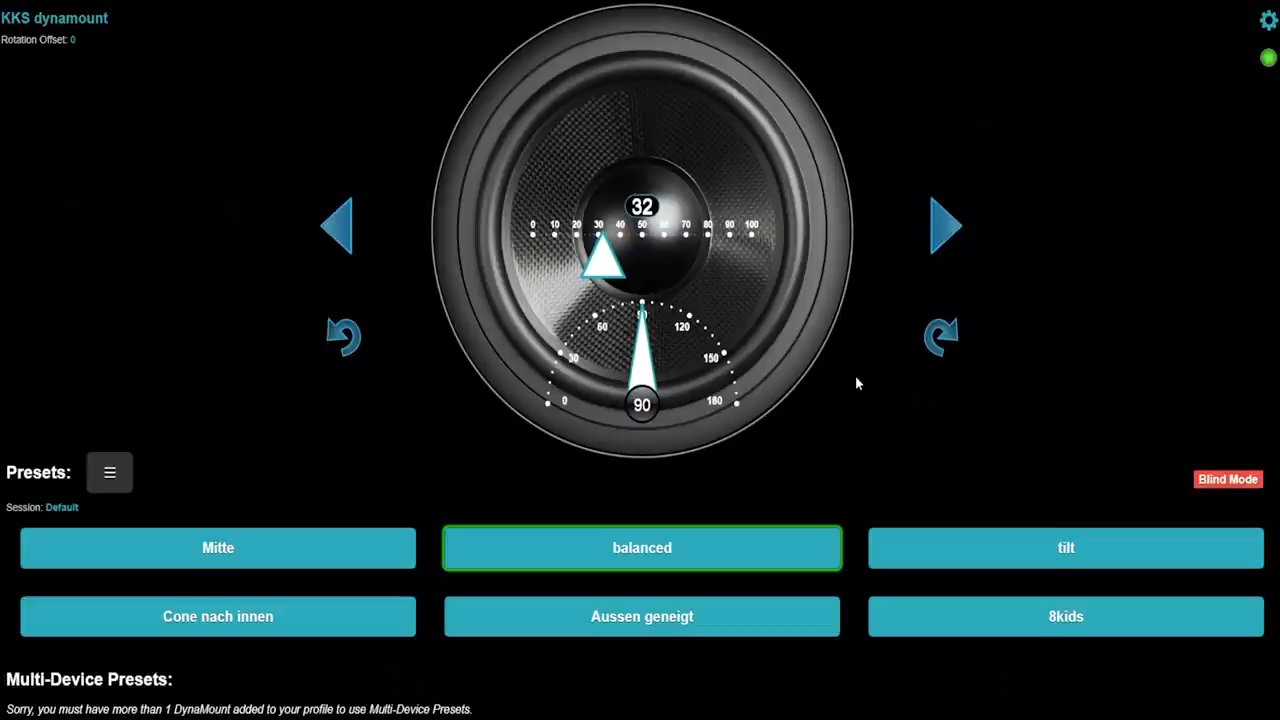 KKS dynamount
Rotation Offset: 0
32
0 10 20 30 40 50 60 70 80 90 100
90
60 120
30 150
0 180
90
Presets: ☰
Blind Mode
Session: Default
Mitte balanced tilt
Cone nach innen Aussen geneigt 8kids
Multi-Device Presets:
Sorry, you must have more than 1 DynaMount added to your profile to use Multi-Device Presets.